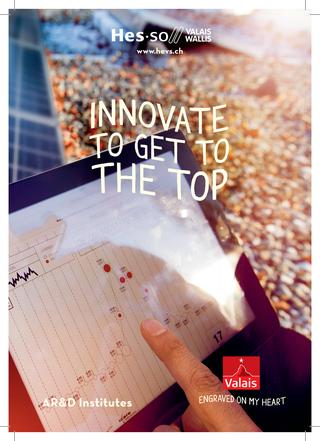 Hes·so// VALAIS
WALLIS
www.hevs.ch
INNOVATE
TO GET TO
THE TOP
17
Valais
AR&D Institutes
ENGRAVED ON MY HEART